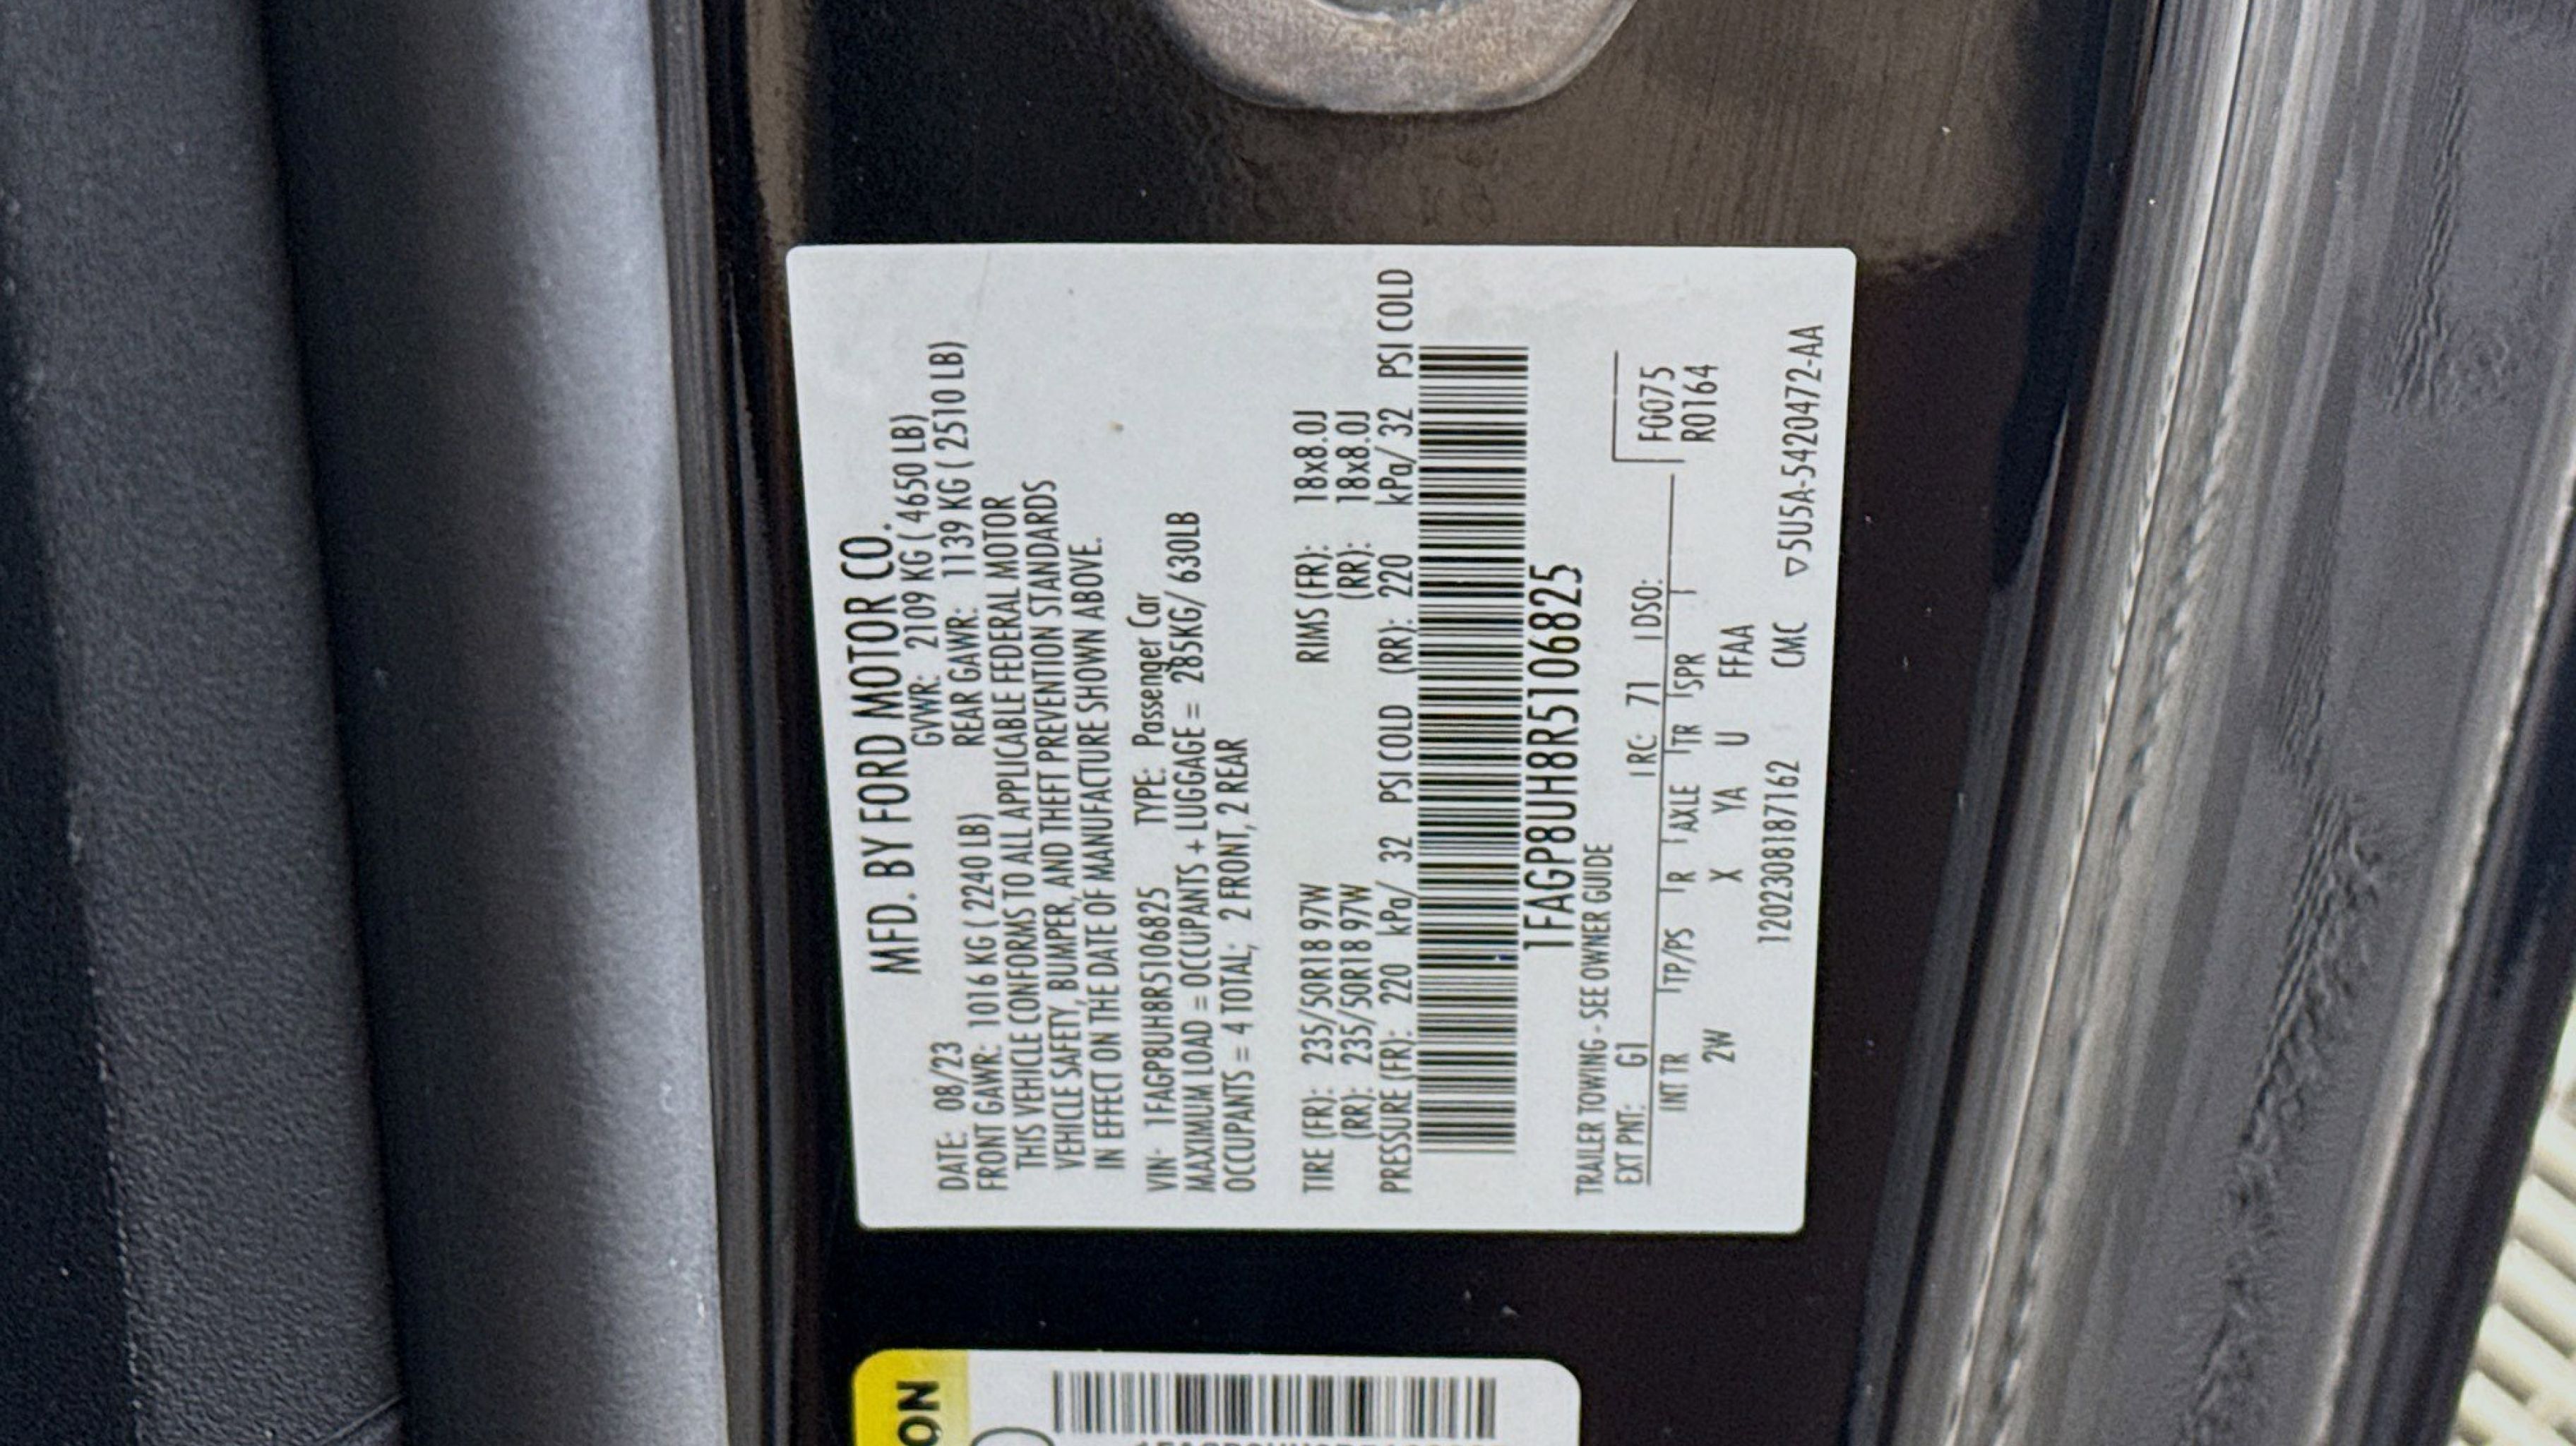 MFD. BY FORD MOTOR CO.
DATE: 08/23 GVWR: 2109 KG ( 4650 LB)
FRONT GAWR: 1016 KG ( 2240 LB) REAR GAWR: 1139 KG ( 2510 LB)
THIS VEHICLE CONFORMS TO ALL APPLICABLE FEDERAL MOTOR
VEHICLE SAFETY, BUMPER, AND THEFT PREVENTION STANDARDS
IN EFFECT ON THE DATE OF MANUFACTURE SHOWN ABOVE.
VIN: 1FAGP8UH8R5106825 TYPE: Passenger Car
MAXIMUM LOAD = OCCUPANTS + LUGGAGE = 285KG/ 630LB
OCCUPANTS = 4 TOTAL; 2 FRONT, 2 REAR
TIRE (FR): 235/50R18 97W RIMS (FR): 18x8.0J
(RR): 235/50R18 97W (RR): 18x8.0J
PRESSURE (FR): 220 kPa/ 32 PSI COLD (RR): 220 kPa/ 32 PSI COLD
1FAGP8UH8R5106825
TRAILER TOWING - SEE OWNER GUIDE
EXT PNT: G1 RC: 71 DSO: F0075
INT TR TP/PS R AXLE TR SPR R0164
2W X YA U FFAA
1202308187162 CMC ▽5U5A-5420472-AA
ON